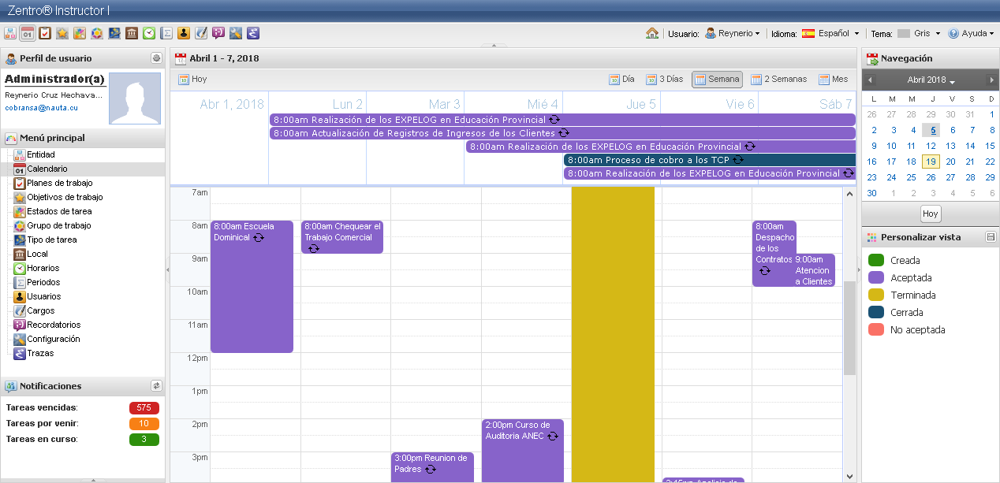 Zentro® Instructor |
Usuario: Reynerio Idioma: Español Tema: Gris Ayuda
Perfil de usuario
Administrador(a)
Reynerio Cruz Hechava...
cobransa@nauta.cu
Menú principal
Entidad
Calendario
Planes de trabajo
Objetivos de trabajo
Estados de tarea
Grupo de trabajo
Tipo de tarea
Local
Horarios
Periodos
Usuarios
Cargos
Recordatorios
Configuración
Trazas
Notificaciones
Tareas vencidas: 575
Tareas por venir: 10
Tareas en curso: 3
Abril 1 - 7, 2018
Hoy Día 3 Días Semana 2 Semanas Mes
Abr 1, 2018 Lun 2 Mar 3 Mié 4 Jue 5 Vie 6 Sáb 7
8:00am Realización de los EXPELOG en Educación Provincial
8:00am Actualización de Registros de Ingresos de los Clientes
8:00am Realización de los EXPELOG en Educación Provincial
8:00am Proceso de cobro a los TCP
8:00am Realización de los EXPELOG en Educación Provincial
7am
8am
9am
10am
11am
12pm
1pm
2pm
3pm
8:00am Escuela
Dominical
8:00am Chequear el
Trabajo Comercial
3:00pm Reunion de
Padres
2:00pm Curso de
Auditoria ANEC
8:00am
Despacho
de los
Contratos
9:00am
Atencion
a Clientes
Navegación
Abril 2018
L M M J V S D
26 27 28 29 30 31 1
2 3 4 5 6 7 8
9 10 11 12 13 14 15
16 17 18 19 20 21 22
23 24 25 26 27 28 29
30 1 2 3 4 5 6
Hoy
Personalizar vista
Creada
Aceptada
Terminada
Cerrada
No aceptada